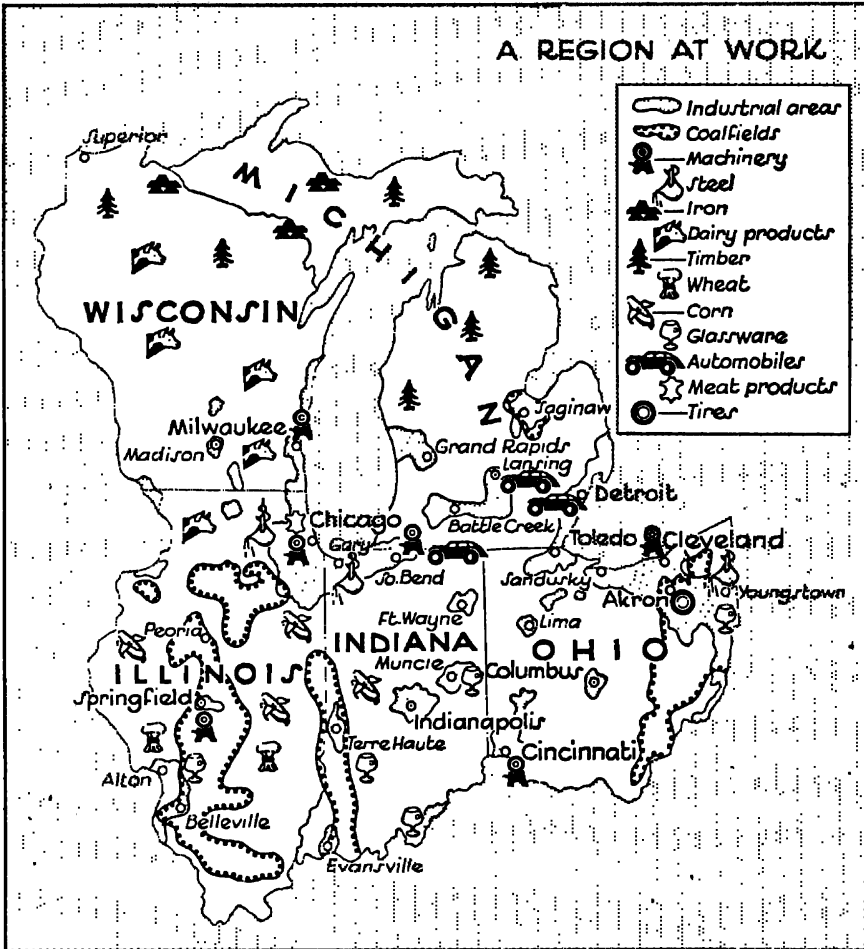 A REGION AT WORK
Industrial areas
Coalfields
Machinery
Steel
Iron
Dairy products
Timber
Wheat
Corn
Glassware
Automobiles
Meat products
Tires
Superior
MICHIGAN
WISCONSIN
Saginaw
Milwaukee
Madison
Grand Rapids
Lansing
Detroit
Battle Creek
Chicago
Gary
So. Bend
Toledo
Cleveland
Sandusky
Akron
Youngstown
Ft. Wayne
Lima
Peoria
INDIANA
OHIO
Muncie
Columbus
ILLINOIS
Springfield
Indianapolis
Terre Haute
Cincinnati
Alton
Belleville
Evansville